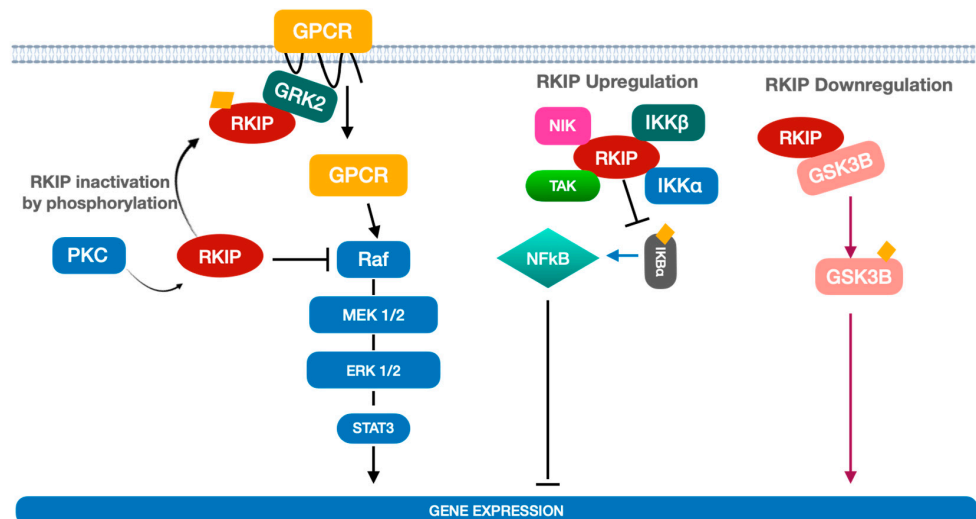 GPCR
GRK2
RKIP
RKIP inactivation
by phosphorylation
GPCR
PKC
RKIP
Raf
MEK 1/2
ERK 1/2
STAT3
RKIP Upregulation
NIK
IKKβ
RKIP
TAK
IKKα
NFkB
IKBα
RKIP Downregulation
RKIP
GSK3B
GSK3B
GENE EXPRESSION